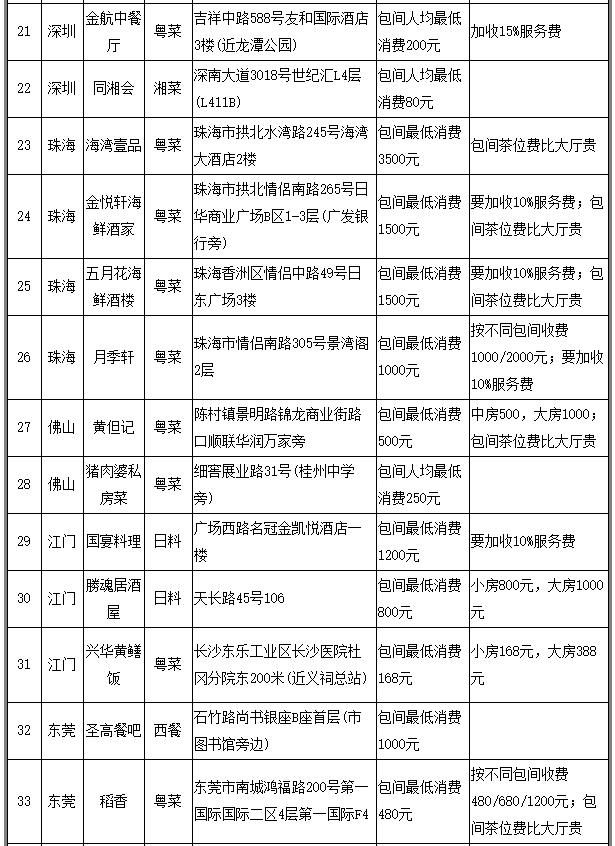 21 深圳 金航中餐厅 粤菜 吉祥中路588号友和国际酒店3楼(近龙潭公园) 包间人均最低消费200元 加收15%服务费
22 深圳 同湘会 湘菜 深南大道3018号世纪汇L4层(L411B) 包间人均最低消费80元
23 珠海 海湾壹品 粤菜 珠海市拱北水湾路245号海湾大酒店2楼 包间最低消费3500元 包间茶位费比大厅贵
24 珠海 金悦轩海鲜酒家 粤菜 珠海市拱北情侣南路265号日华商业广场B区1-3层(广发银行旁) 包间最低消费1500元 要加收10%服务费；包间茶位费比大厅贵
25 珠海 五月花海鲜酒楼 粤菜 珠海香洲区情侣中路49号日东广场3楼 包间最低消费1500元 要加收10%服务费；包间茶位费比大厅贵
26 珠海 月季轩 粤菜 珠海市情侣南路305号景湾阁2层 包间最低消费1000元 按不同包间收费1000/2000元；要加收10%服务费
27 佛山 黄但记 粤菜 陈村镇景明路锦龙商业街路口顺联华润万家旁 包间最低消费500元 中房500，大房1000；包间茶位费比大厅贵
28 佛山 猪肉婆私房菜 粤菜 细害展业路31号(桂州中学旁) 包间人均最低消费250元
29 江门 国宴料理 日料 广场西路名冠金凯悦酒店一楼 包间最低消费1200元 要加收10%服务费
30 江门 勝魂居酒屋 日料 天长路45号106 包间最低消费800元 小房800元，大房1000元
31 江门 兴华黄鳝饭 粤菜 长沙东乐工业区长沙医院杜冈分院东200米(近义祠总站) 包间最低消费168元 小房168元，大房388元
32 东莞 圣高餐吧 西餐 石竹路尚书银座B座首层(市图书馆旁边) 包间最低消费1000元
33 东莞 稻香 粤菜 东莞市南城鸿福路200号第一国际国际二区4层第一国际F4 包间最低消费480元 按不同包间收费480/680/1200元；包间茶位费比大厅贵